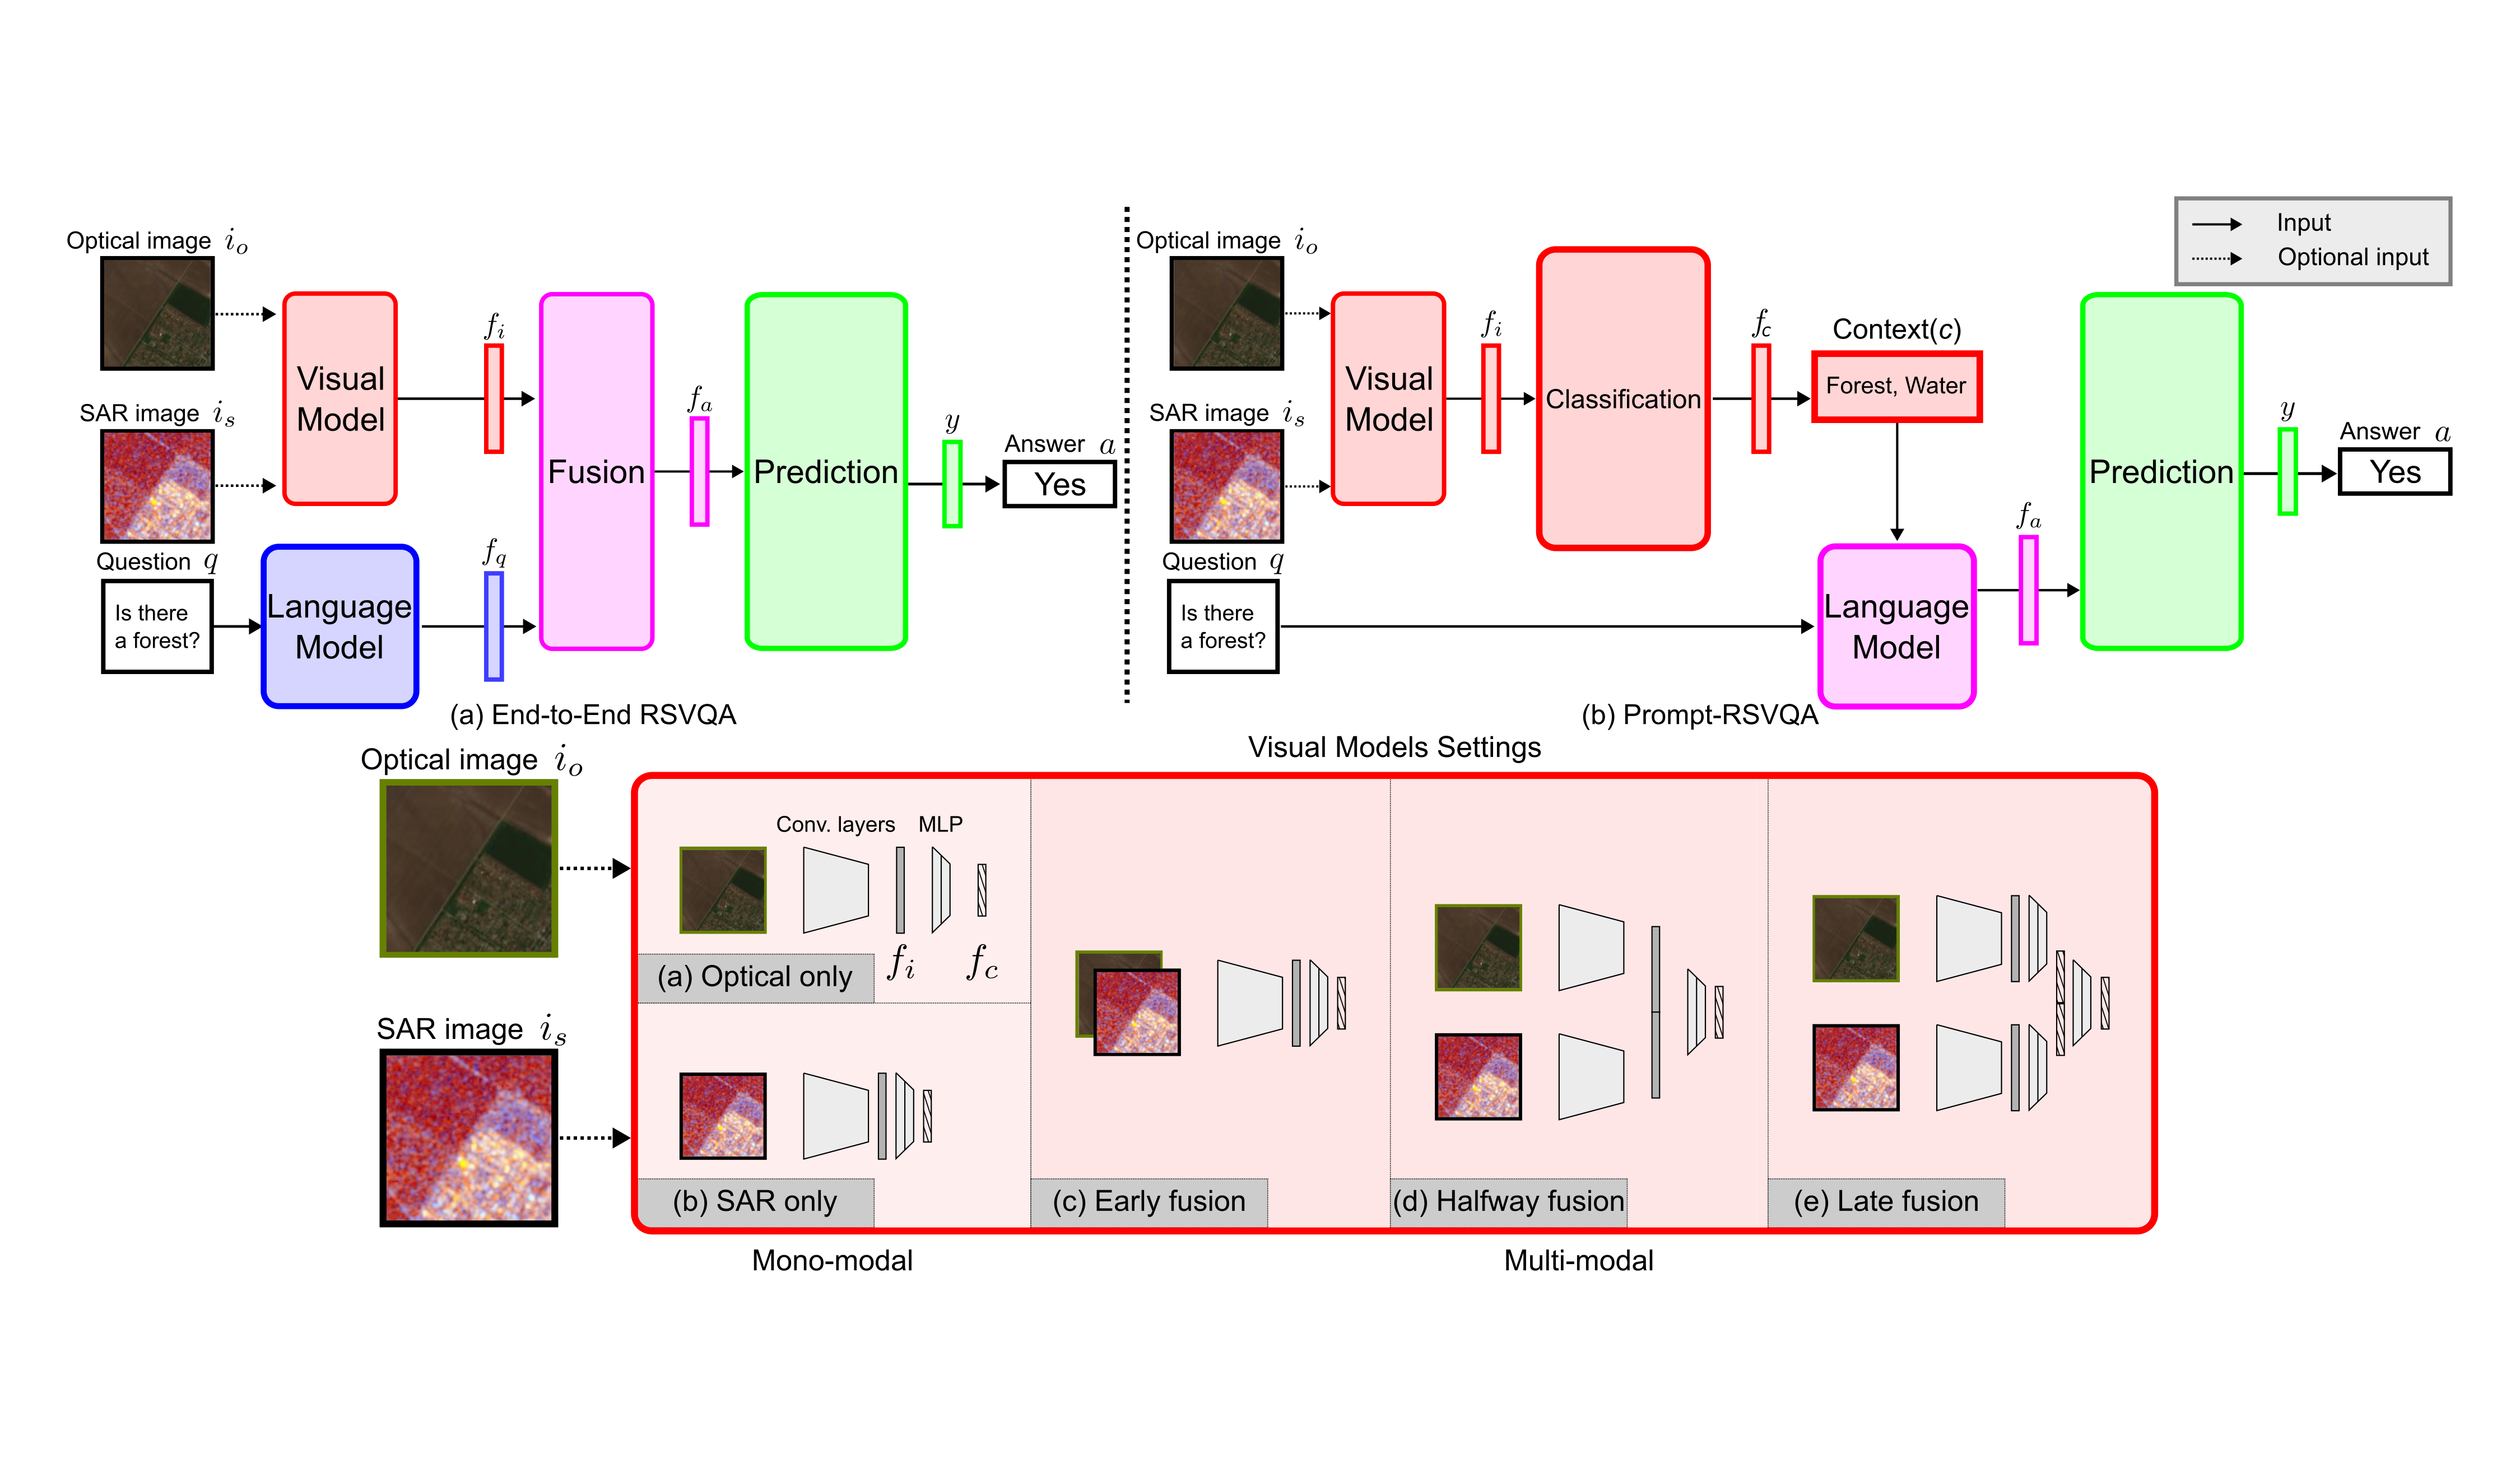 Optical image i_o
SAR image i_s
Question q
Is there
a forest?
Visual
Model
Language
Model
f_i
f_q
Fusion
f_a
Prediction
y
Answer a
Yes
(a) End-to-End RSVQA
Optical image i_o
SAR image i_s
Question q
Is there
a forest?
Visual
Model
f_i
Classification
f_c
Context(c)
Forest, Water
Language
Model
f_a
Prediction
y
Answer a
Yes
Input
Optional input
(b) Prompt-RSVQA
Visual Models Settings
Optical image i_o
SAR image i_s
Conv. layers
MLP
f_i
f_c
(a) Optical only
(b) SAR only
(c) Early fusion
(d) Halfway fusion
(e) Late fusion
Mono-modal
Multi-modal